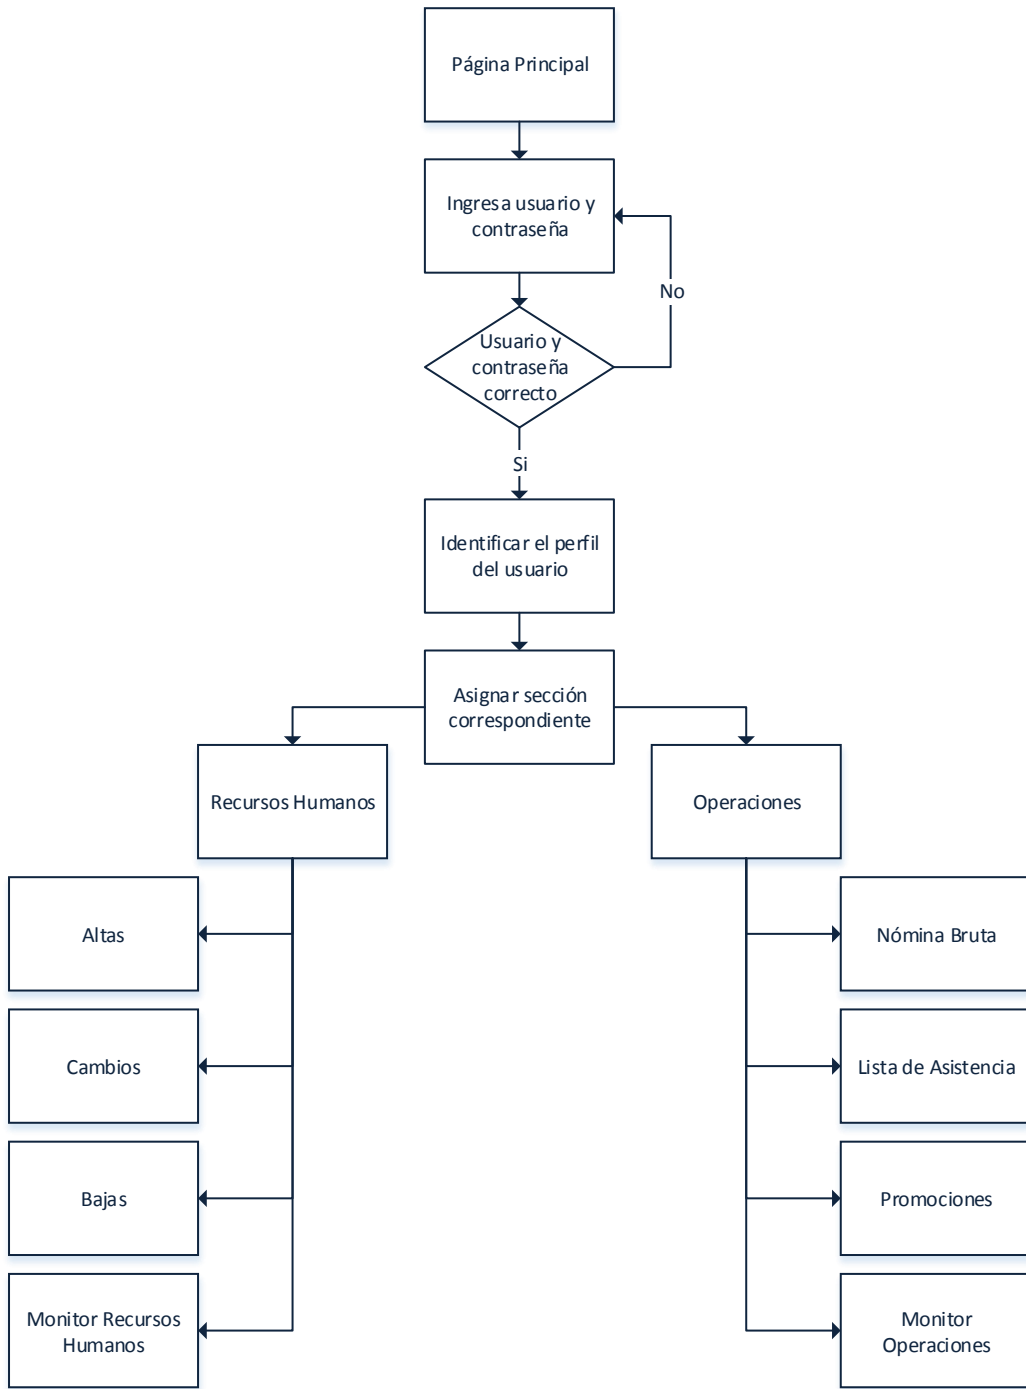 Página Principal
Ingresa usuario y
contraseña
No
Usuario y
contraseña
correcto
Si
Identificar el perfil
del usuario
Asignar sección
correspondiente
Recursos Humanos
Operaciones
Altas
Nómina Bruta
Cambios
Lista de Asistencia
Bajas
Promociones
Monitor Recursos
Humanos
Monitor
Operaciones